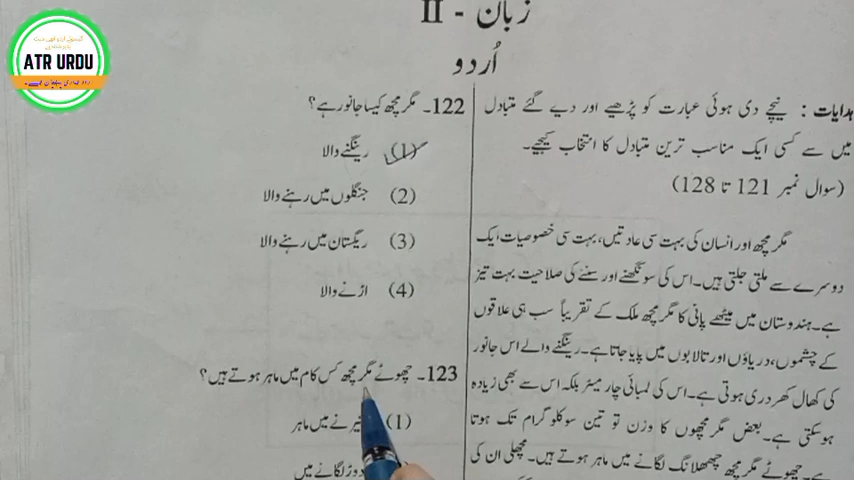 زبان - II
اُردو
ہدایات : نیچے دی ہوئی عبارت کو پڑھیے اور دیے گئے متبادل
میں سے کسی ایک مناسب ترین متبادل کا انتخاب کیجیے۔
(سوال نمبر 121 تا 128)
مگرمچھ اور انسان کی بہت سی عادتیں، بہت سی خصوصیات ایک
دوسرے سے ملتی جلتی ہیں۔ اس کی سونگھنے اور سننے کی صلاحیت بہت تیز
ہے۔ ہندوستان میں میٹھے پانی کا مگرمچھ ملک کے تقریباً سب ہی علاقوں
کے چشموں، دریاؤں اور تالابوں میں پایا جاتا ہے۔ رینگنے والے اس جانور
کی کھال کھردری ہوتی ہے۔ اس کی لمبائی چار میٹر بلکہ اس سے بھی زیادہ
ہوسکتی ہے۔ بعض مگرمچھوں کا وزن تو تین سو کلوگرام تک ہوتا
ہے۔ چھوٹے مگرمچھ چھلانگ لگانے میں ماہر ہوتے ہیں۔ مچھلی ان کی
122۔ مگرمچھ کیسا جانور ہے؟
(1) رینگنے والا
(2) جنگلوں میں رہنے والا
(3) ریگستان میں رہنے والا
(4) اڑنے والا
123۔ چھوٹے مگرمچھ کس کام میں ماہر ہوتے ہیں؟
(1) تیرنے میں ماہر
دوڑ لگانے میں
ATR URDU